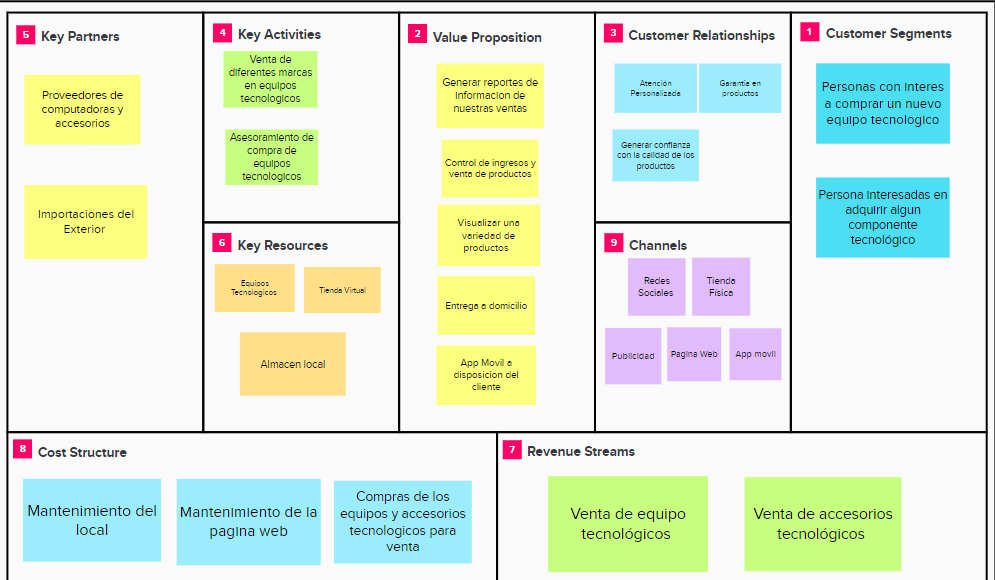 5 Key Partners
Proveedores de
computadoras y
accesorios
Importaciones del
Exterior
4 Key Activities
Venta de
diferentes marcas
en equipos
tecnologicos
Asesoramiento de
compra de
equipos
tecnologicos
6 Key Resources
Equipos
Tecnologicos
Tienda Virtual
Almacen local
2 Value Proposition
Generar reportes de
informacion de
nuestras ventas
Control de ingresos y
venta de productos
Visualizar una
variedad de
productos
Entrega a domicilio
App Movil a
disposicion del
cliente
3 Customer Relationships
Atención
Personalizada
Garantia en
productos
Generar confianza
con la calidad de los
productos
9 Channels
Redes
Sociales
Tienda
Física
Publicidad
Pagina Web
App movil
1 Customer Segments
Personas con interes
a comprar un nuevo
equipo tecnologico
Persona interesadas en
adquirir algun
componente
tecnológico
8 Cost Structure
Mantenimiento del
local
Mantenimiento de la
pagina web
Compras de los
equipos y accesorios
tecnologicos para
venta
7 Revenue Streams
Venta de equipo
tecnológicos
Venta de accesorios
tecnológicos